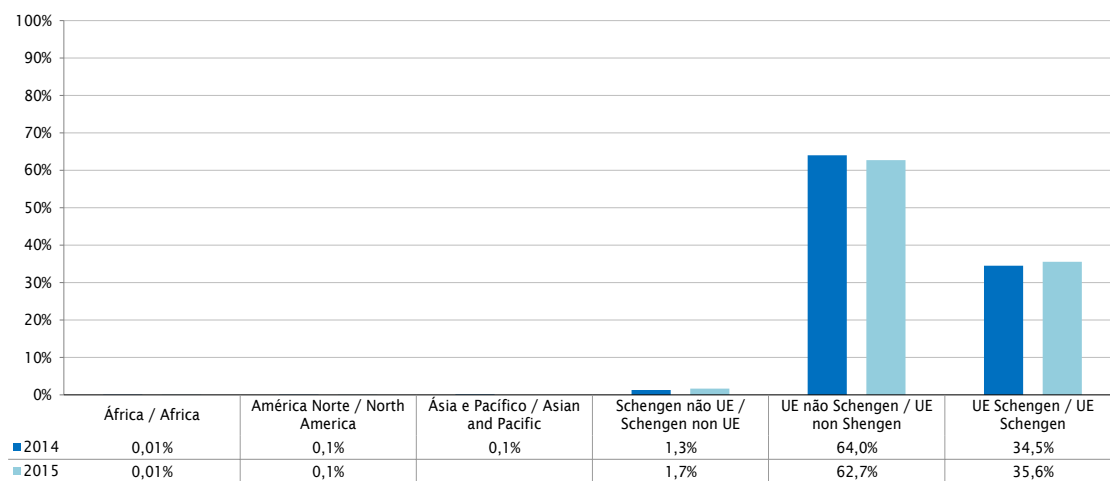 100%
90%
80%
70%
60%
50%
40%
30%
20%
10%
0%
África / Africa
América Norte / North
America
Ásia e Pacífico / Asian
and Pacific
Schengen não UE /
Schengen non UE
UE não Schengen / UE
non Shengen
UE Schengen / UE
Schengen
2014 0,01% 0,1% 0,1% 1,3% 64,0% 34,5%
2015 0,01% 0,1% 1,7% 62,7% 35,6%